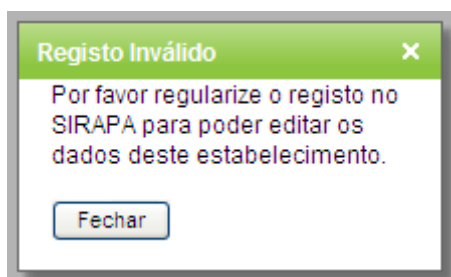 Registo Inválido
Por favor regularize o registo no
SIRAPA para poder editar os
dados deste estabelecimento.
Fechar